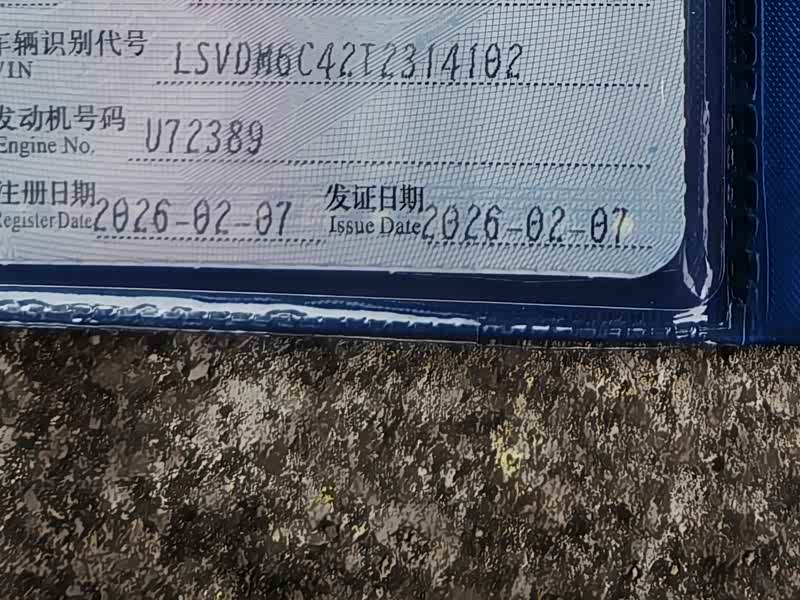 车辆识别代号 LSVDM6C42T2314102
VIN
发动机号码 U72389
Engine No.
注册日期 2026-02-07 发证日期 2026-02-07
Register Date Issue Date